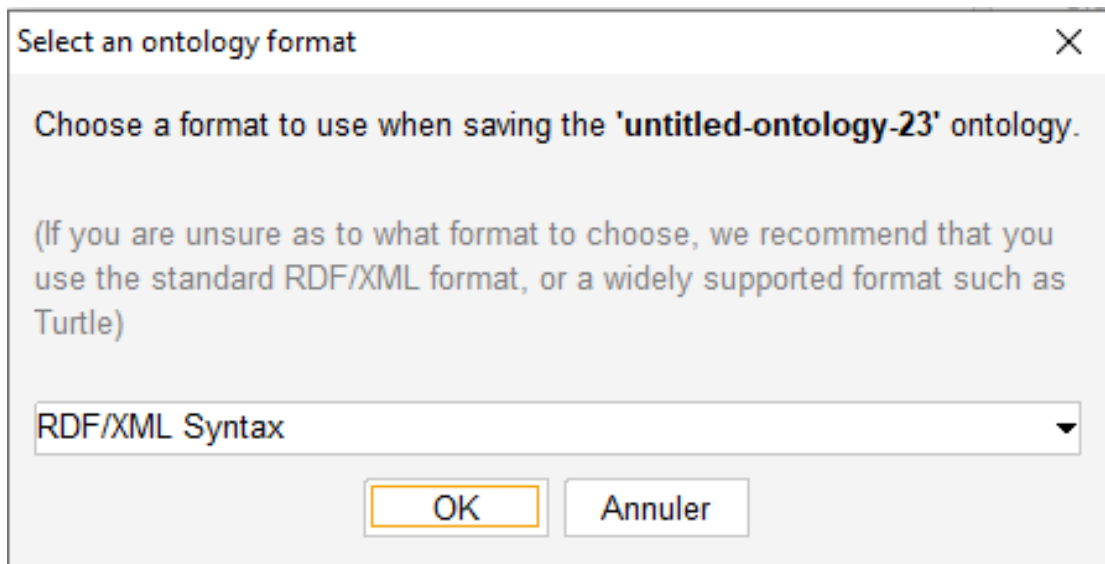 Select an ontology format
Choose a format to use when saving the 'untitled-ontology-23' ontology.
(If you are unsure as to what format to choose, we recommend that you
use the standard RDF/XML format, or a widely supported format such as
Turtle)
RDF/XML Syntax
OK
Annuler